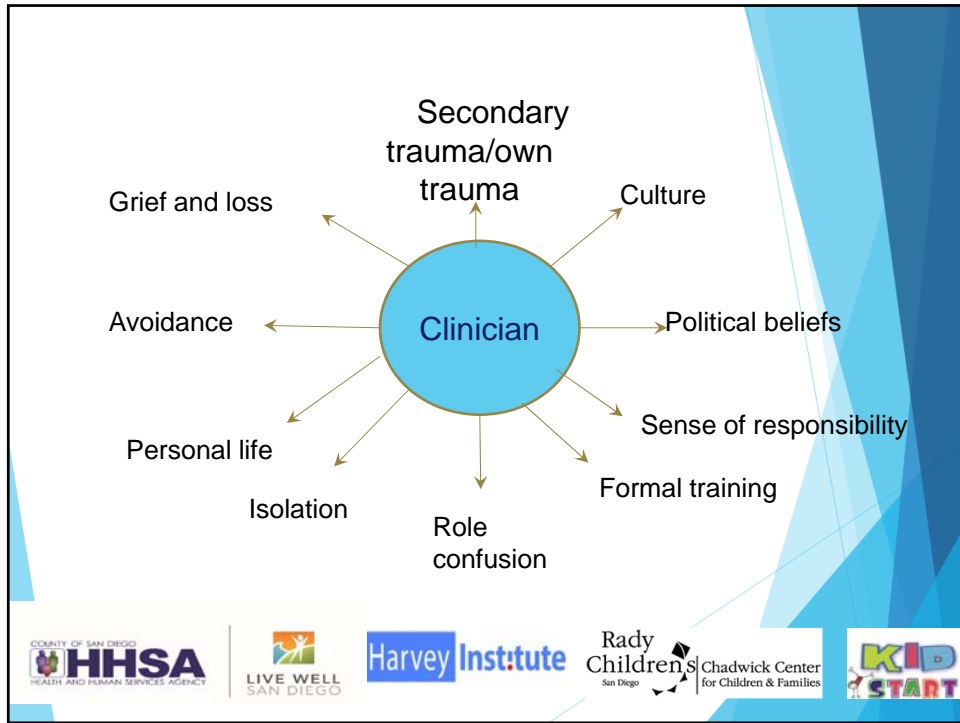 Secondary
trauma/own
trauma
Grief and loss
Culture
Avoidance
Clinician
Political beliefs
Sense of responsibility
Personal life
Formal training
Isolation
Role
confusion
COUNTY OF SAN DIEGO
HHSA
HEALTH AND HUMAN SERVICES AGENCY
LIVE WELL
SAN DIEGO
Harvey Inst:tute
Rady
Children's
San Diego
Chadwick Center
for Children & Families
KID
START